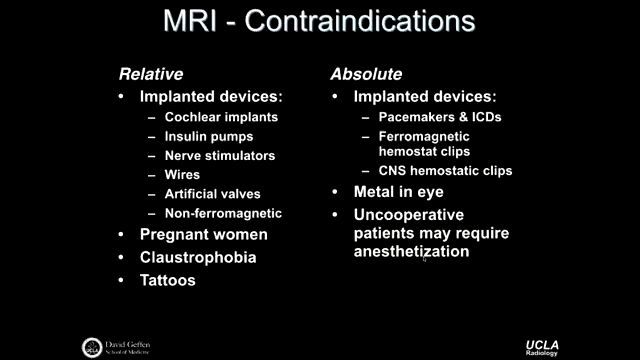 MRI - Contraindications
Relative
• Implanted devices:
– Cochlear implants
– Insulin pumps
– Nerve stimulators
– Wires
– Artificial valves
– Non-ferromagnetic
• Pregnant women
• Claustrophobia
• Tattoos
Absolute
• Implanted devices:
– Pacemakers & ICDs
– Ferromagnetic
hemostat clips
– CNS hemostatic clips
• Metal in eye
• Uncooperative
patients may require
anesthetization
UCLA
David Geffen
School of Medicine
UCLA
Radiology